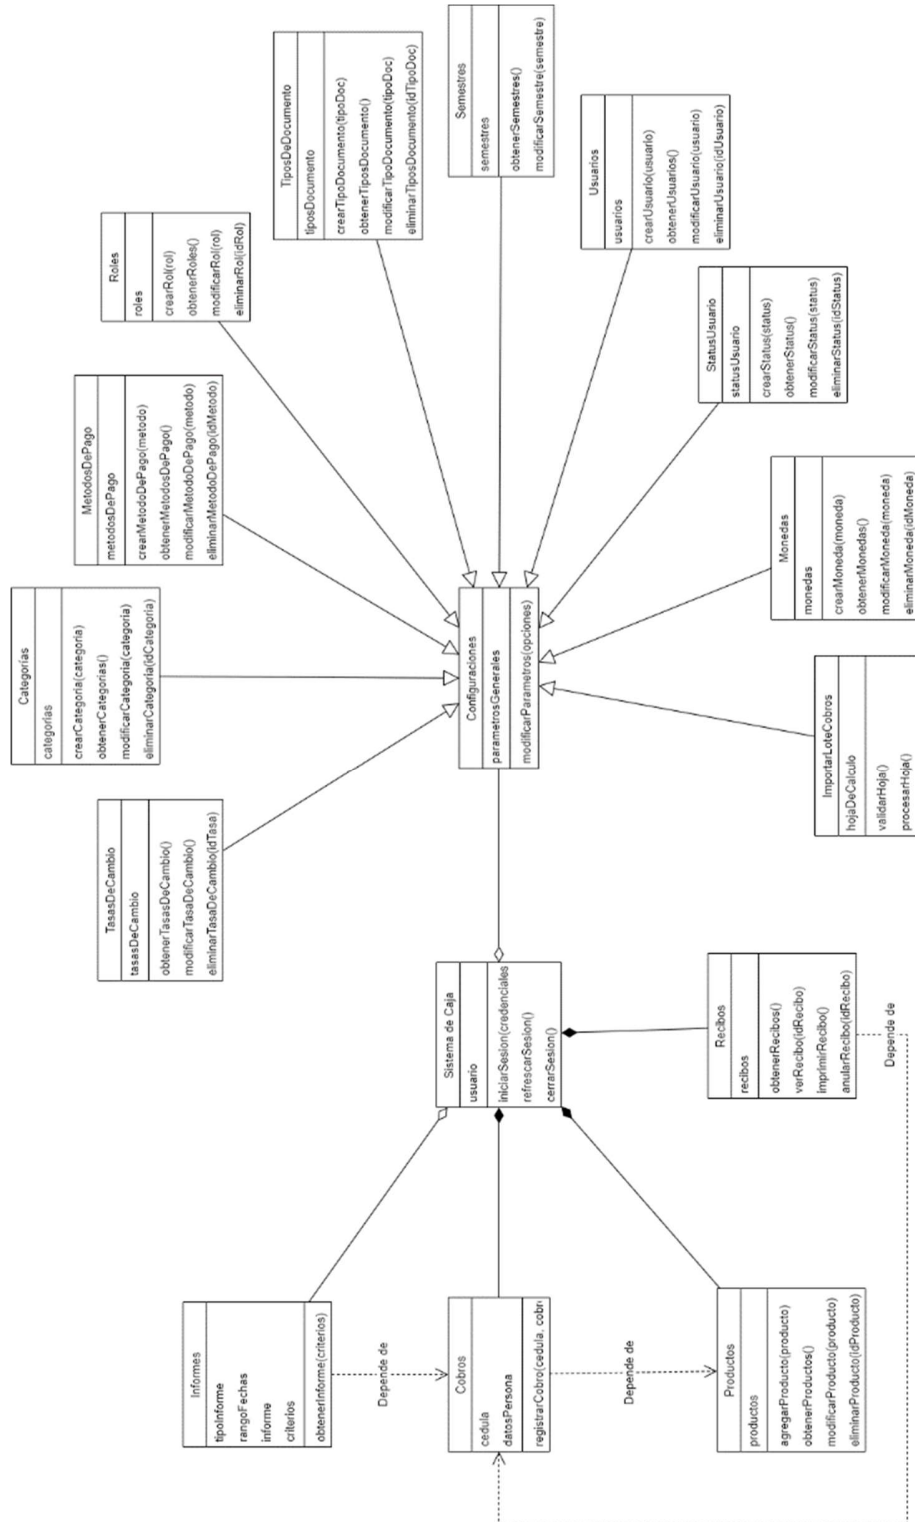 Informes
tipoInforme
rangoFechas
informe
criterios
obtenerInforme(criterios)
Depende de
Cobros
cedula
datosPersona
registrarCobro(cedula, cobr
Depende de
Productos
productos
agregarProducto(producto)
obtenerProductos()
modificarProducto(producto)
eliminarProducto(idProducto)
Sistema de Caja
usuario
iniciarSesion(credenciales
refrescarSesion()
cerrarSesion()
Recibos
recibos
obtenerRecibos()
verRecibo(idRecibo)
imprimirRecibo()
anularRecibo(idRecibo)
Depende de
TasasDeCambio
tasasDeCambio
obtenerTasasDeCambio()
modificarTasaDeCambio()
eliminarTasaDeCambio(idTasa)
Categorias
categorias
crearCategoria(categoria)
obtenerCategorias()
modificarCategoria(categoria)
eliminarCategoria(idCategoria)
MetodosDePago
metodosDePago
crearMetodoDePago(metodo)
obtenerMetodosDePago()
modificarMetodoDePago(metodo)
eliminarMetodoDePago(idMetodo)
Roles
roles
crearRol(rol)
obtenerRoles()
modificarRol(rol)
eliminarRol(idRol)
TiposDeDocumento
tiposDocumento
crearTipoDocumento(tipoDoc)
obtenerTiposDocumento()
modificarTipoDocumento(tipoDoc)
eliminarTiposDocumento(idTipoDoc)
Semestres
semestres
obtenerSemestres()
modificarSemestre(semestre)
Usuarios
usuarios
crearUsuario(usuario)
obtenerUsuarios()
modificarUsuario(usuario)
eliminarUsuario(idUsuario)
StatusUsuario
statusUsuario
crearStatus(status)
obtenerStatus()
modificarStatus(status)
eliminarStatus(idStatus)
Monedas
monedas
crearMoneda(moneda)
obtenerMonedas()
modificarMoneda(moneda)
eliminarMoneda(idMoneda)
Configuraciones
parametrosGenerales
modificarParametros(opciones)
ImportarLoteCobros
hojaDeCalculo
validarHoja()
procesarHoja()